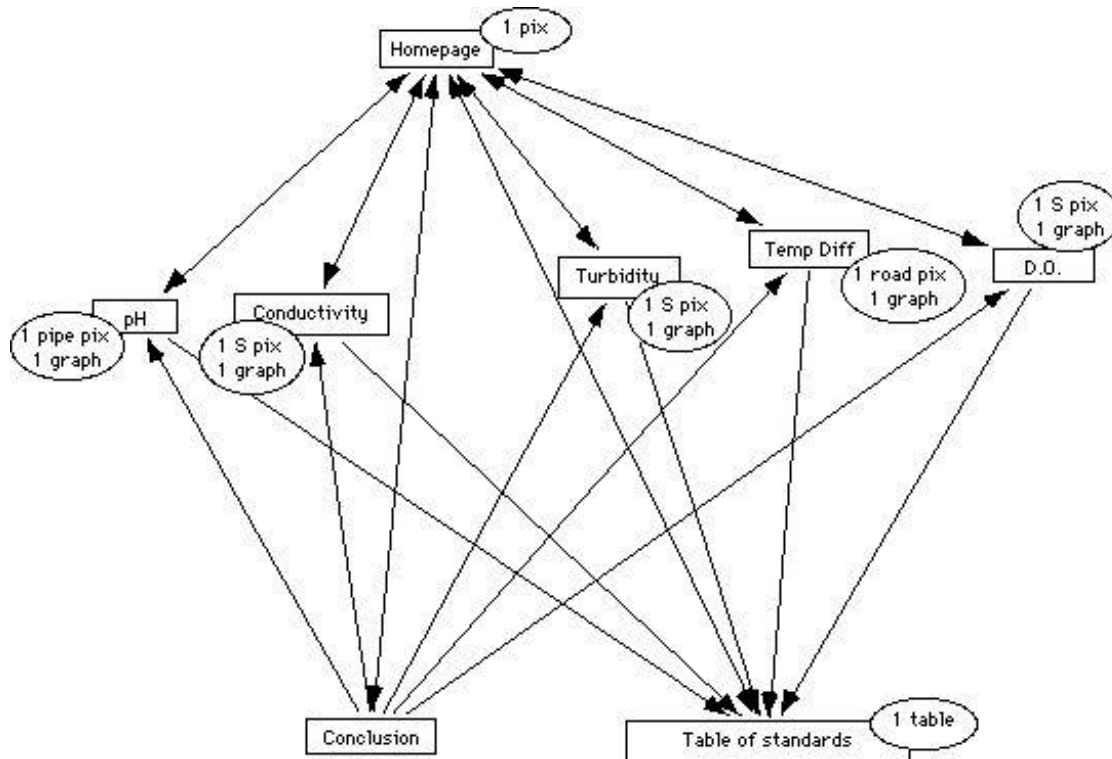 Homepage
1 pix
1 S pix
1 graph
Temp Diff
D.O.
1 road pix
1 graph
Turbidity
1 S pix
1 graph
pH
1 pipe pix
1 graph
Conductivity
1 S pix
1 graph
Conclusion
Table of standards
1 table